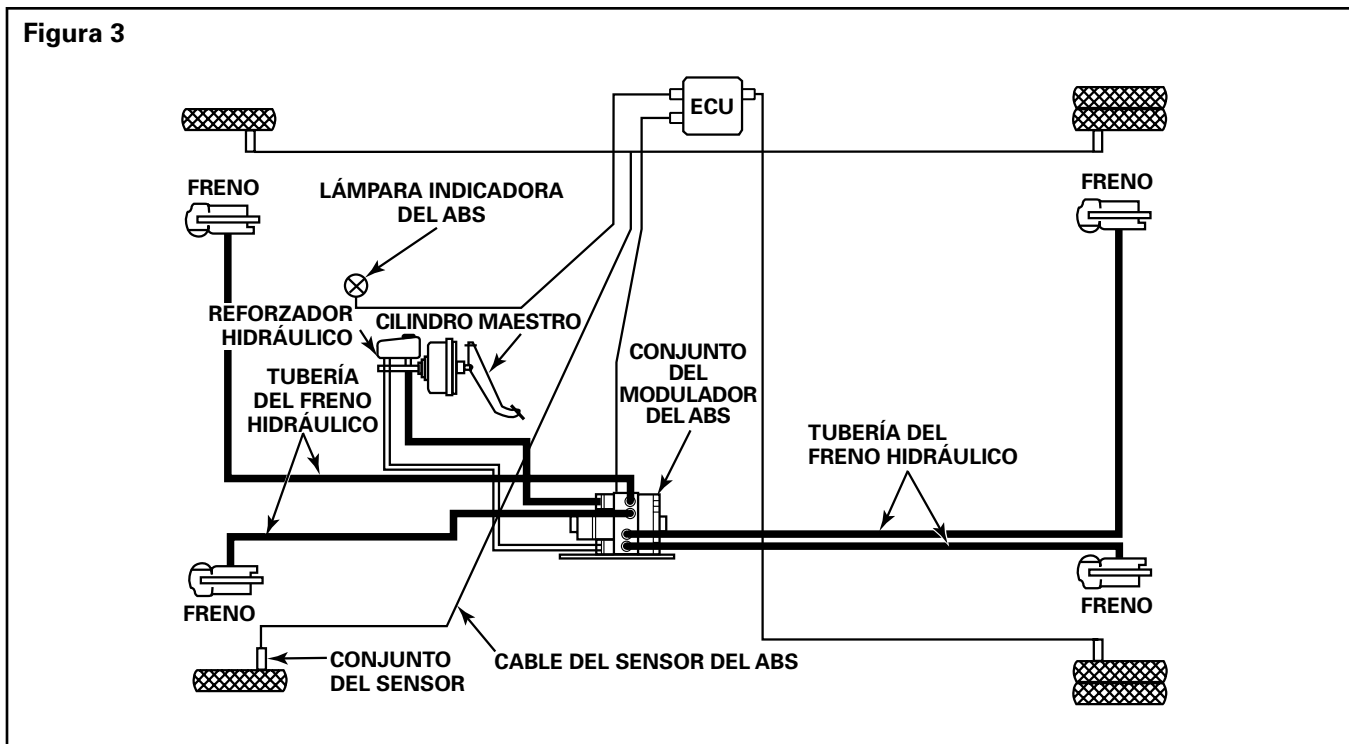 Figura 3
ECU
FRENO
LÁMPARA INDICADORA
DEL ABS
FRENO
REFORZADOR
HIDRÁULICO
CILINDRO MAESTRO
TUBERÍA
DEL FRENO
HIDRÁULICO
CONJUNTO
DEL
MODULADOR
DEL ABS
TUBERÍA DEL
FRENO HIDRÁULICO
FRENO
FRENO
CONJUNTO
DEL SENSOR
CABLE DEL SENSOR DEL ABS